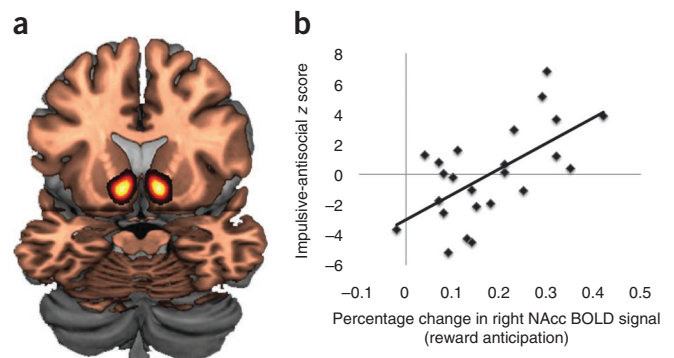 a
b
Impulsive-antisocial z score
8
6
4
2
0
−2
−4
−6
−0.1 0 0.1 0.2 0.3 0.4 0.5
Percentage change in right NAcc BOLD signal
(reward anticipation)